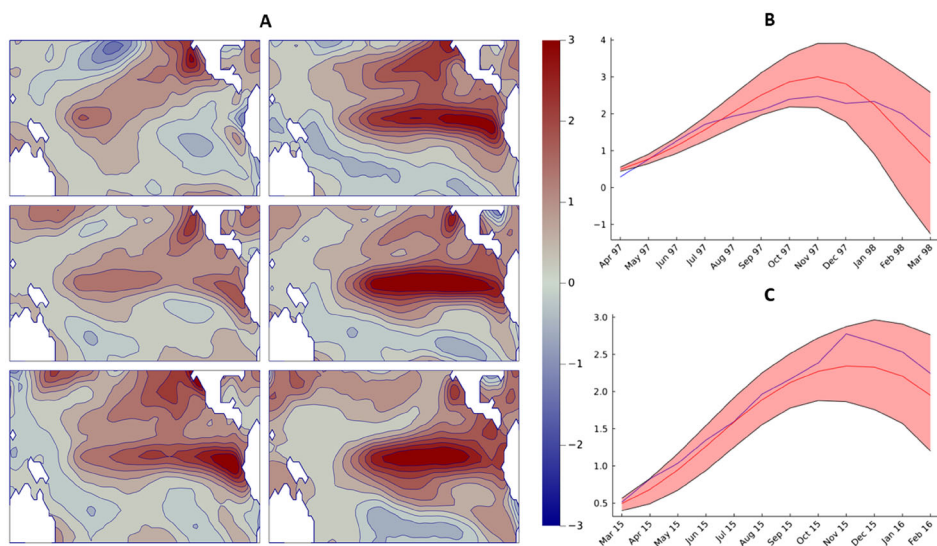 A
3
2
1
0
−1
−2
−3
B
4
3
2
1
0
−1
Apr 97
May 97
Jun 97
Jul 97
Aug 97
Sep 97
Oct 97
Nov 97
Dec 97
Jan 98
Feb 98
Mar 98
C
3.0
2.5
2.0
1.5
1.0
0.5
Mar 15
Apr 15
May 15
Jun 15
Jul 15
Aug 15
Sep 15
Oct 15
Nov 15
Dec 15
Jan 16
Feb 16